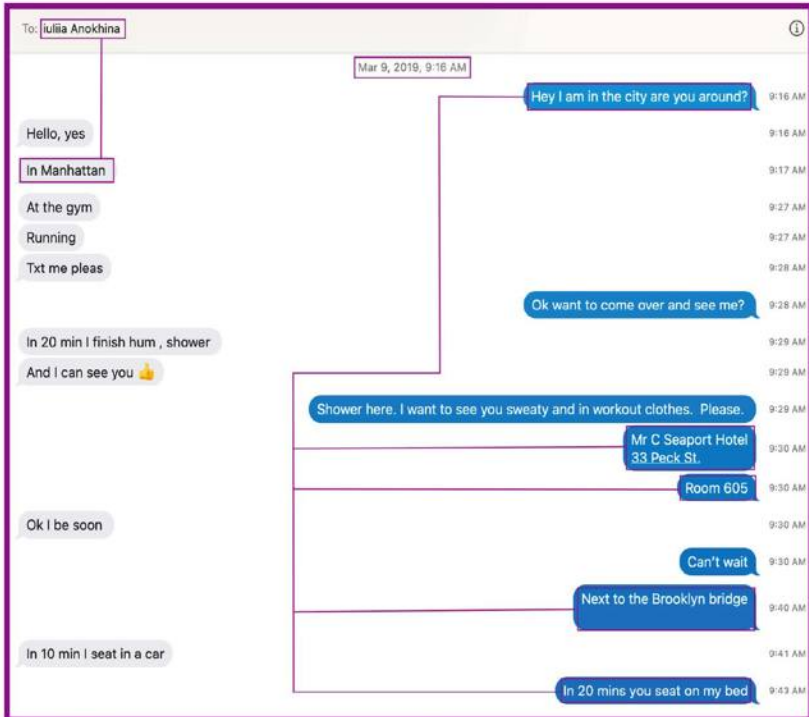 To: iuliia Anokhina
Mar 9, 2019, 9:16 AM
Hey I am in the city are you around? 9:16 AM
Hello, yes 9:16 AM
In Manhattan 9:17 AM
At the gym 9:27 AM
Running 9:27 AM
Txt me pleas 9:28 AM
Ok want to come over and see me? 9:28 AM
In 20 min I finish hum , shower 9:29 AM
And I can see you 👍 9:29 AM
Shower here. I want to see you sweaty and in workout clothes. Please. 9:29 AM
Mr C Seaport Hotel
33 Peck St. 9:30 AM
Room 605 9:30 AM
Ok I be soon 9:30 AM
Can't wait 9:30 AM
Next to the Brooklyn bridge 9:40 AM
In 10 min I seat in a car 9:41 AM
In 20 mins you seat on my bed 9:43 AM